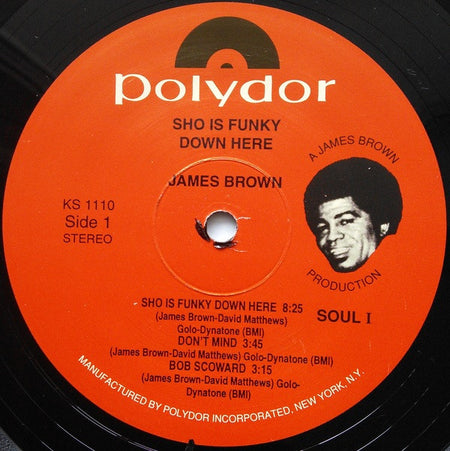 polydor
SHO IS FUNKY
DOWN HERE
JAMES BROWN
KS 1110
Side 1
STEREO
A JAMES BROWN
PRODUCTION
SOUL I
SHO IS FUNKY DOWN HERE 8:25
(James Brown-David Matthews)
Golo-Dynatone (BMI)
DON'T MIND 3:45
(James Brown-David Matthews) Golo-Dynatone (BMI)
BOB SCOWARD 3:15
(James Brown-David Matthews) Golo-
Dynatone (BMI)
MANUFACTURED BY POLYDOR INCORPORATED. NEW YORK, N.Y.